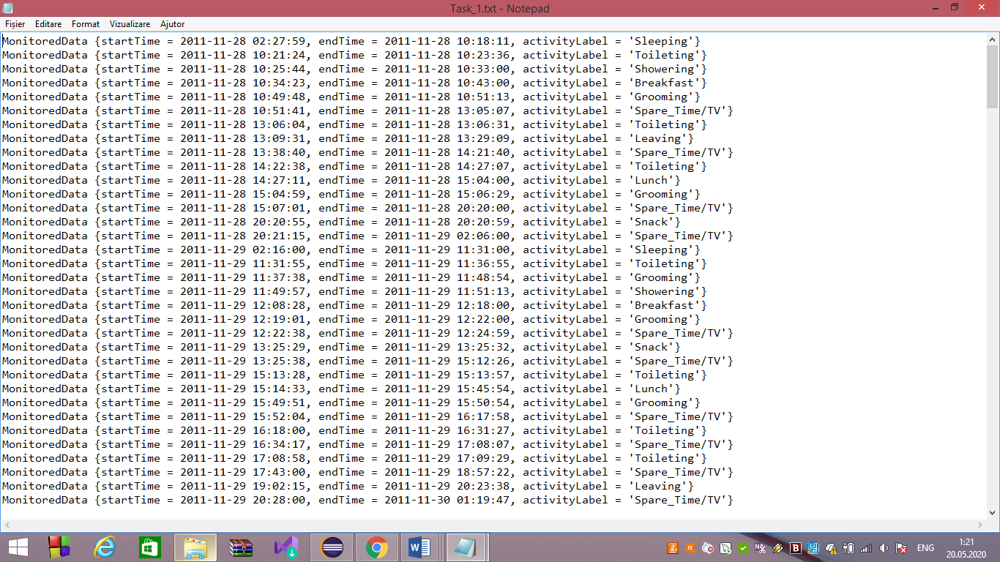 Task_1.txt - Notepad
Fișier Editare Format Vizualizare Ajutor
MonitoredData {startTime = 2011-11-28 02:27:59, endTime = 2011-11-28 10:18:11, activityLabel = 'Sleeping'}
MonitoredData {startTime = 2011-11-28 10:21:24, endTime = 2011-11-28 10:23:36, activityLabel = 'Toileting'}
MonitoredData {startTime = 2011-11-28 10:25:44, endTime = 2011-11-28 10:33:00, activityLabel = 'Showering'}
MonitoredData {startTime = 2011-11-28 10:34:23, endTime = 2011-11-28 10:43:00, activityLabel = 'Breakfast'}
MonitoredData {startTime = 2011-11-28 10:49:48, endTime = 2011-11-28 10:51:13, activityLabel = 'Grooming'}
MonitoredData {startTime = 2011-11-28 10:51:41, endTime = 2011-11-28 13:05:07, activityLabel = 'Spare_Time/TV'}
MonitoredData {startTime = 2011-11-28 13:06:04, endTime = 2011-11-28 13:06:31, activityLabel = 'Toileting'}
MonitoredData {startTime = 2011-11-28 13:09:31, endTime = 2011-11-28 13:29:09, activityLabel = 'Leaving'}
MonitoredData {startTime = 2011-11-28 13:38:40, endTime = 2011-11-28 14:21:40, activityLabel = 'Spare_Time/TV'}
MonitoredData {startTime = 2011-11-28 14:22:38, endTime = 2011-11-28 14:27:07, activityLabel = 'Toileting'}
MonitoredData {startTime = 2011-11-28 14:27:11, endTime = 2011-11-28 15:04:00, activityLabel = 'Lunch'}
MonitoredData {startTime = 2011-11-28 15:04:59, endTime = 2011-11-28 15:06:29, activityLabel = 'Grooming'}
MonitoredData {startTime = 2011-11-28 15:07:01, endTime = 2011-11-28 20:20:00, activityLabel = 'Spare_Time/TV'}
MonitoredData {startTime = 2011-11-28 20:20:55, endTime = 2011-11-28 20:20:59, activityLabel = 'Snack'}
MonitoredData {startTime = 2011-11-28 20:21:15, endTime = 2011-11-29 02:06:00, activityLabel = 'Spare_Time/TV'}
MonitoredData {startTime = 2011-11-29 02:16:00, endTime = 2011-11-29 11:31:00, activityLabel = 'Sleeping'}
MonitoredData {startTime = 2011-11-29 11:31:55, endTime = 2011-11-29 11:36:55, activityLabel = 'Toileting'}
MonitoredData {startTime = 2011-11-29 11:37:38, endTime = 2011-11-29 11:48:54, activityLabel = 'Grooming'}
MonitoredData {startTime = 2011-11-29 11:49:57, endTime = 2011-11-29 11:51:13, activityLabel = 'Showering'}
MonitoredData {startTime = 2011-11-29 12:08:28, endTime = 2011-11-29 12:18:00, activityLabel = 'Breakfast'}
MonitoredData {startTime = 2011-11-29 12:19:01, endTime = 2011-11-29 12:22:00, activityLabel = 'Grooming'}
MonitoredData {startTime = 2011-11-29 12:22:38, endTime = 2011-11-29 12:24:59, activityLabel = 'Spare_Time/TV'}
MonitoredData {startTime = 2011-11-29 13:25:29, endTime = 2011-11-29 13:25:32, activityLabel = 'Snack'}
MonitoredData {startTime = 2011-11-29 13:25:38, endTime = 2011-11-29 15:12:26, activityLabel = 'Spare_Time/TV'}
MonitoredData {startTime = 2011-11-29 15:13:28, endTime = 2011-11-29 15:13:57, activityLabel = 'Toileting'}
MonitoredData {startTime = 2011-11-29 15:14:33, endTime = 2011-11-29 15:45:54, activityLabel = 'Lunch'}
MonitoredData {startTime = 2011-11-29 15:49:51, endTime = 2011-11-29 15:50:54, activityLabel = 'Grooming'}
MonitoredData {startTime = 2011-11-29 15:52:04, endTime = 2011-11-29 16:17:58, activityLabel = 'Spare_Time/TV'}
MonitoredData {startTime = 2011-11-29 16:18:00, endTime = 2011-11-29 16:31:27, activityLabel = 'Toileting'}
MonitoredData {startTime = 2011-11-29 16:34:17, endTime = 2011-11-29 17:08:07, activityLabel = 'Spare_Time/TV'}
MonitoredData {startTime = 2011-11-29 17:08:58, endTime = 2011-11-29 17:09:29, activityLabel = 'Toileting'}
MonitoredData {startTime = 2011-11-29 17:43:00, endTime = 2011-11-29 18:57:22, activityLabel = 'Spare_Time/TV'}
MonitoredData {startTime = 2011-11-29 19:02:15, endTime = 2011-11-29 20:23:38, activityLabel = 'Leaving'}
MonitoredData {startTime = 2011-11-29 20:28:00, endTime = 2011-11-30 01:19:47, activityLabel = 'Spare_Time/TV'}
ENG
1:21
20.05.2020